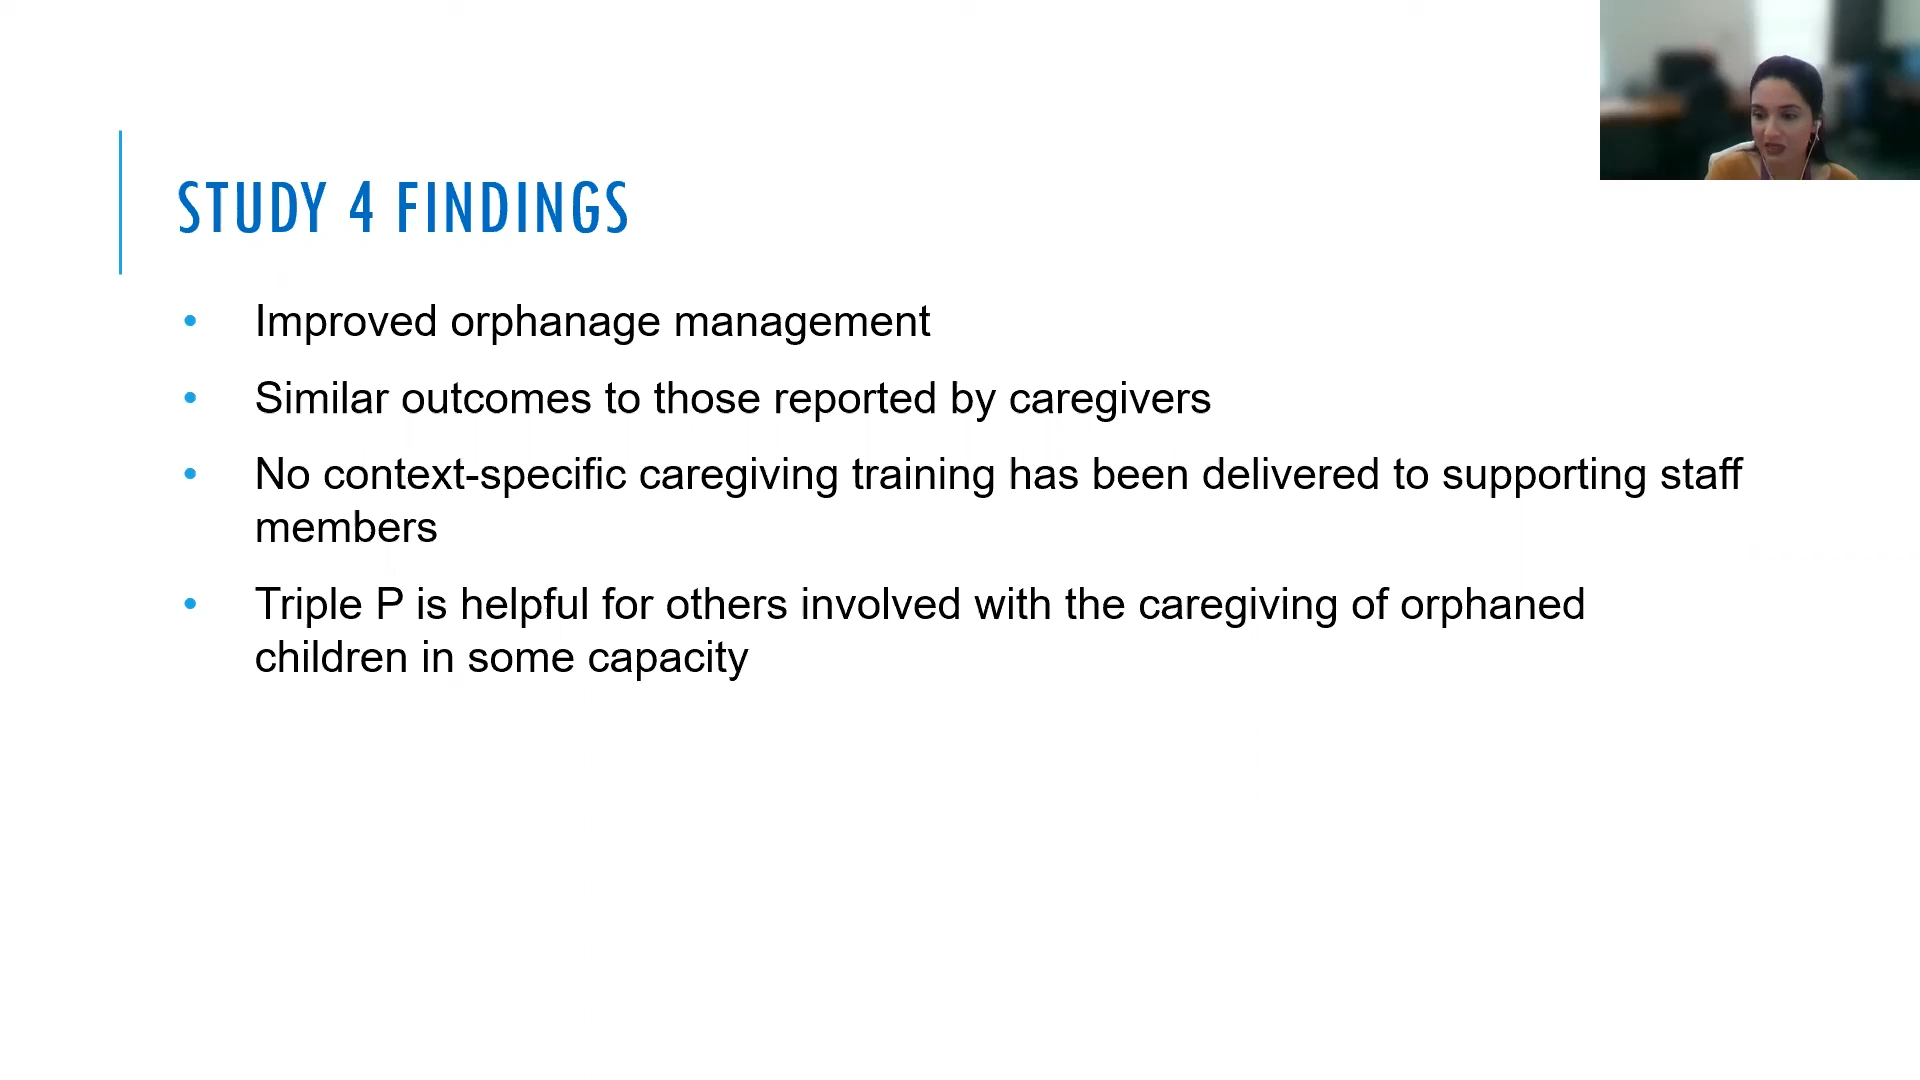 STUDY 4 FINDINGS
• Improved orphanage management
• Similar outcomes to those reported by caregivers
• No context-specific caregiving training has been delivered to supporting staff
members
• Triple P is helpful for others involved with the caregiving of orphaned
children in some capacity